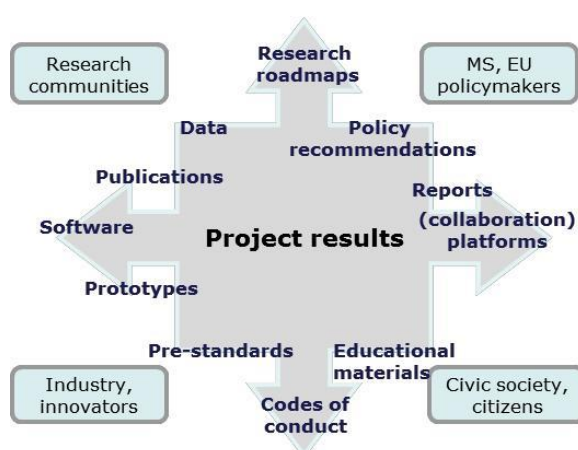 Research
communities
Research
roadmaps
MS, EU
policymakers
Data
Policy
recommendations
Publications
Reports
Software
(collaboration)
platforms
Project results
Prototypes
Pre-standards
Educational
materials
Industry,
innovators
Codes of
conduct
Civic society,
citizens